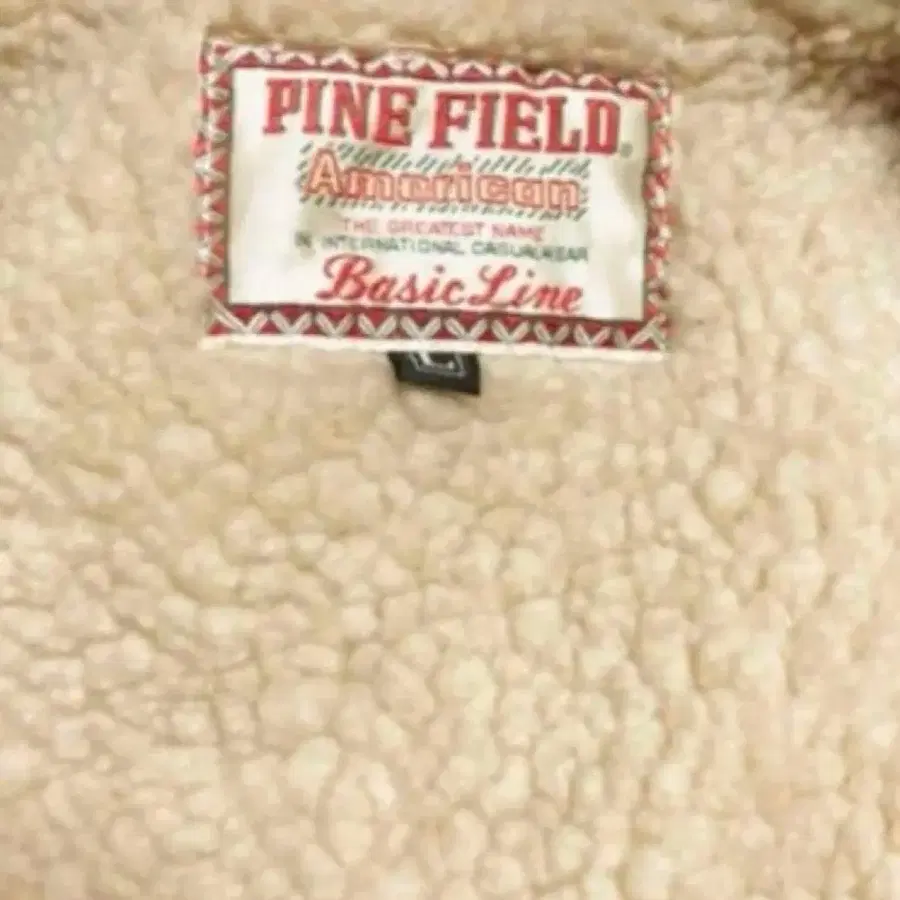 PINE FIELD®
American
THE GREATEST NAME
IN INTERNATIONAL CASUALWEAR
Basic Line
L